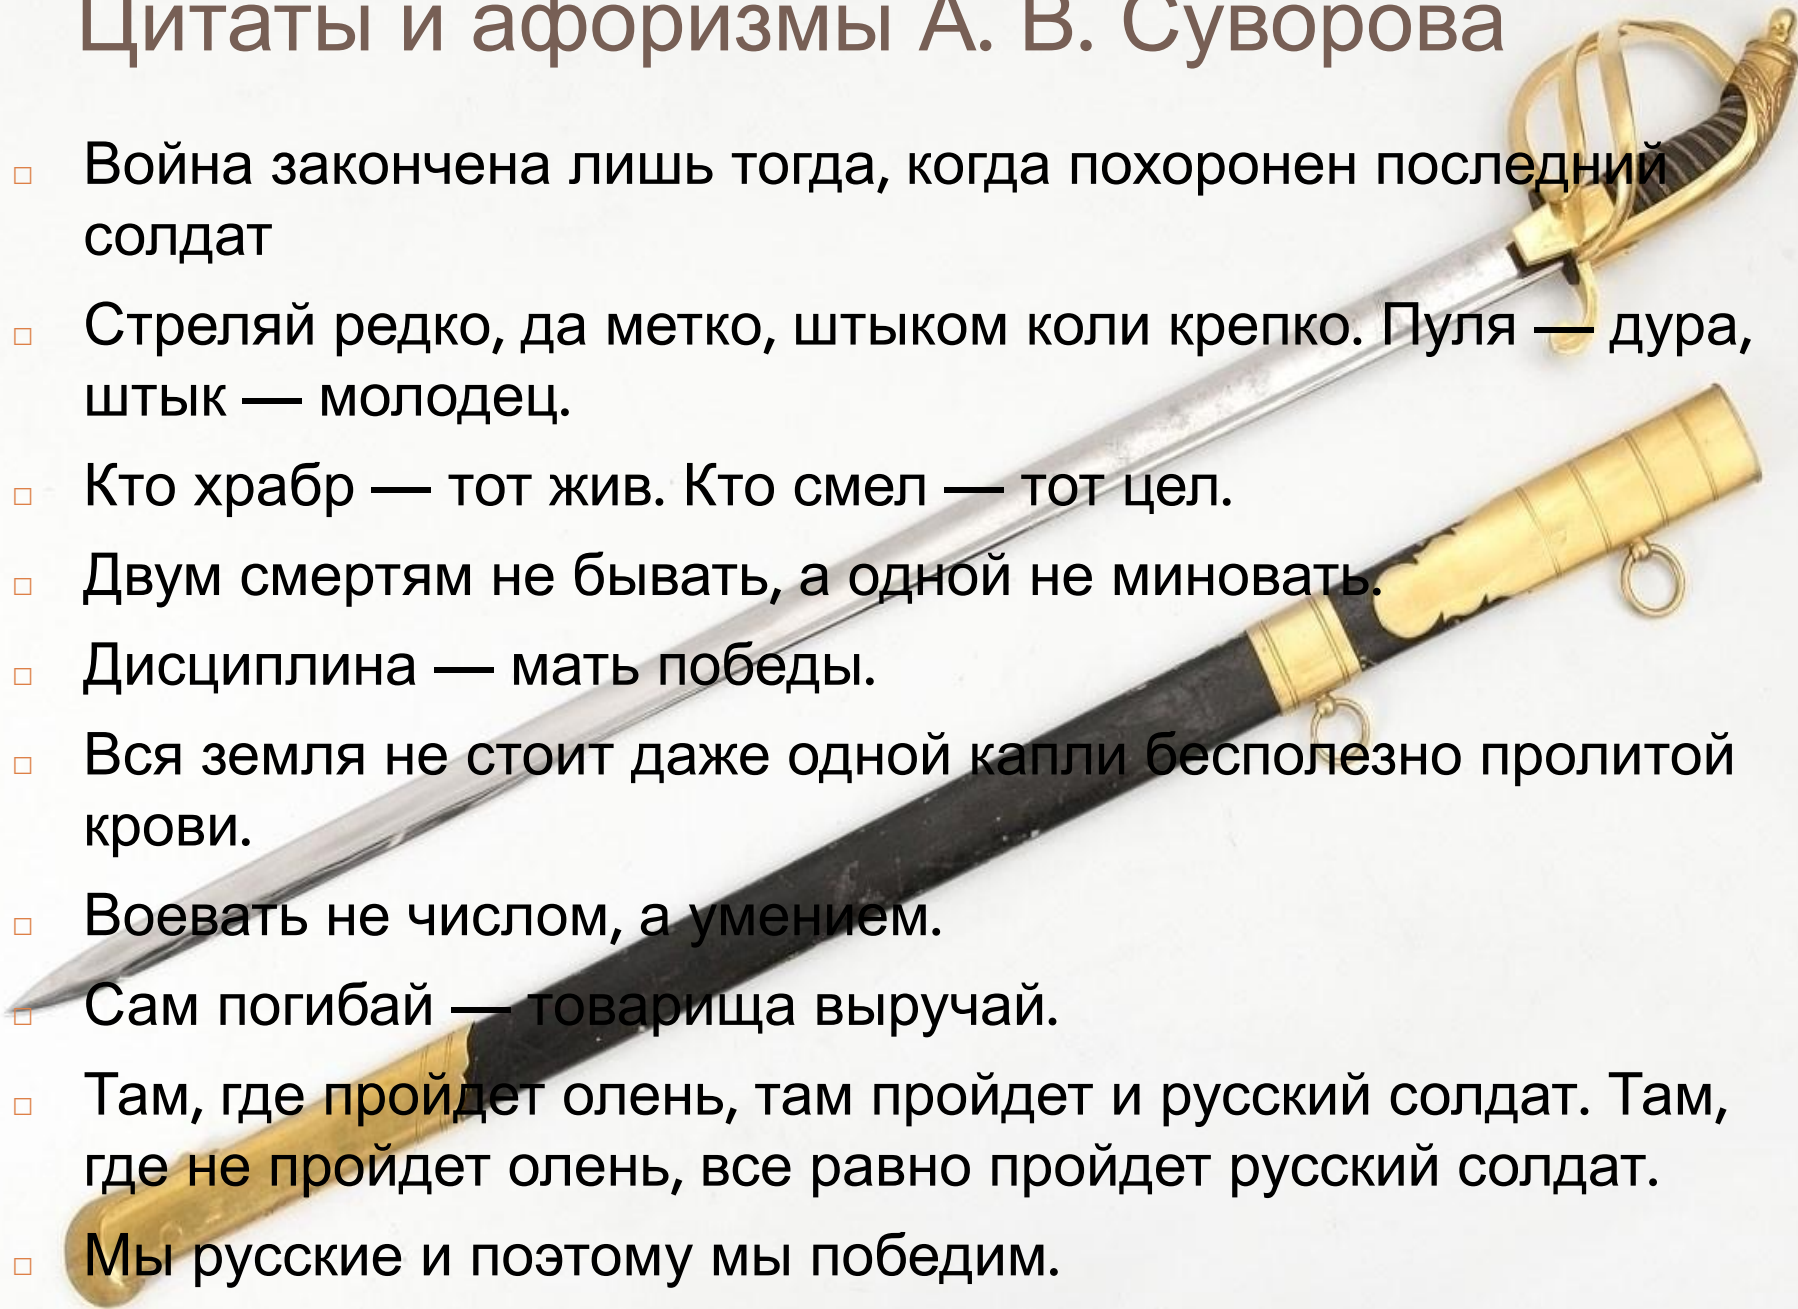 Цитаты и афоризмы А. В. Суворова
Война закончена лишь тогда, когда похоронен последний
солдат
Стреляй редко, да метко, штыком коли крепко. Пуля — дура,
штык — молодец.
Кто храбр — тот жив. Кто смел — тот цел.
Двум смертям не бывать, а одной не миновать.
Дисциплина — мать победы.
Вся земля не стоит даже одной капли бесполезно пролитой
крови.
Воевать не числом, а умением.
Сам погибай — товарища выручай.
Там, где пройдет олень, там пройдет и русский солдат. Там,
где не пройдет олень, все равно пройдет русский солдат.
Мы русские и поэтому мы победим.